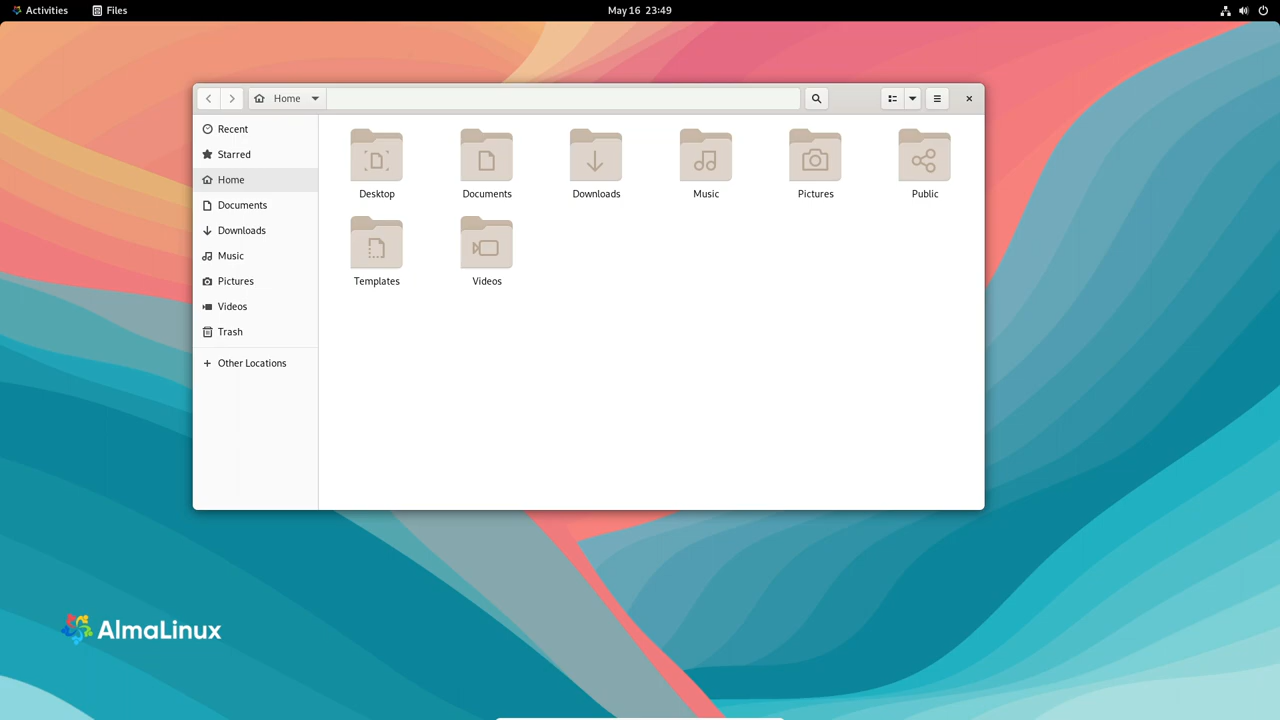 Activities Files May 16 23:49
Home
Recent
Starred
Home
Documents
Downloads
Music
Pictures
Videos
Trash
Other Locations
Desktop Documents Downloads Music Pictures Public
Templates Videos
AlmaLinux